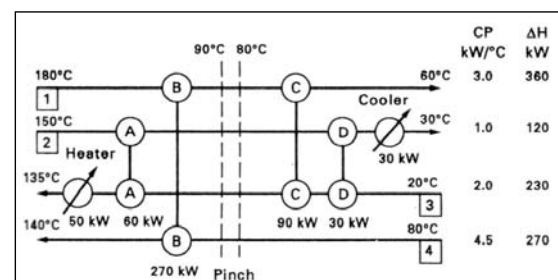 CP ΔH
90°C 80°C kW/°C kW
180°C B C 60°C 3.0 360
1 Cooler
150°C A D 30°C 1.0 120
2 Heater 30 kW
135°C A C D 20°C 2.0 230
50 kW 60 kW 90 kW 30 kW 3
140°C B 80°C 4.5 270
270 kW Pinch 4